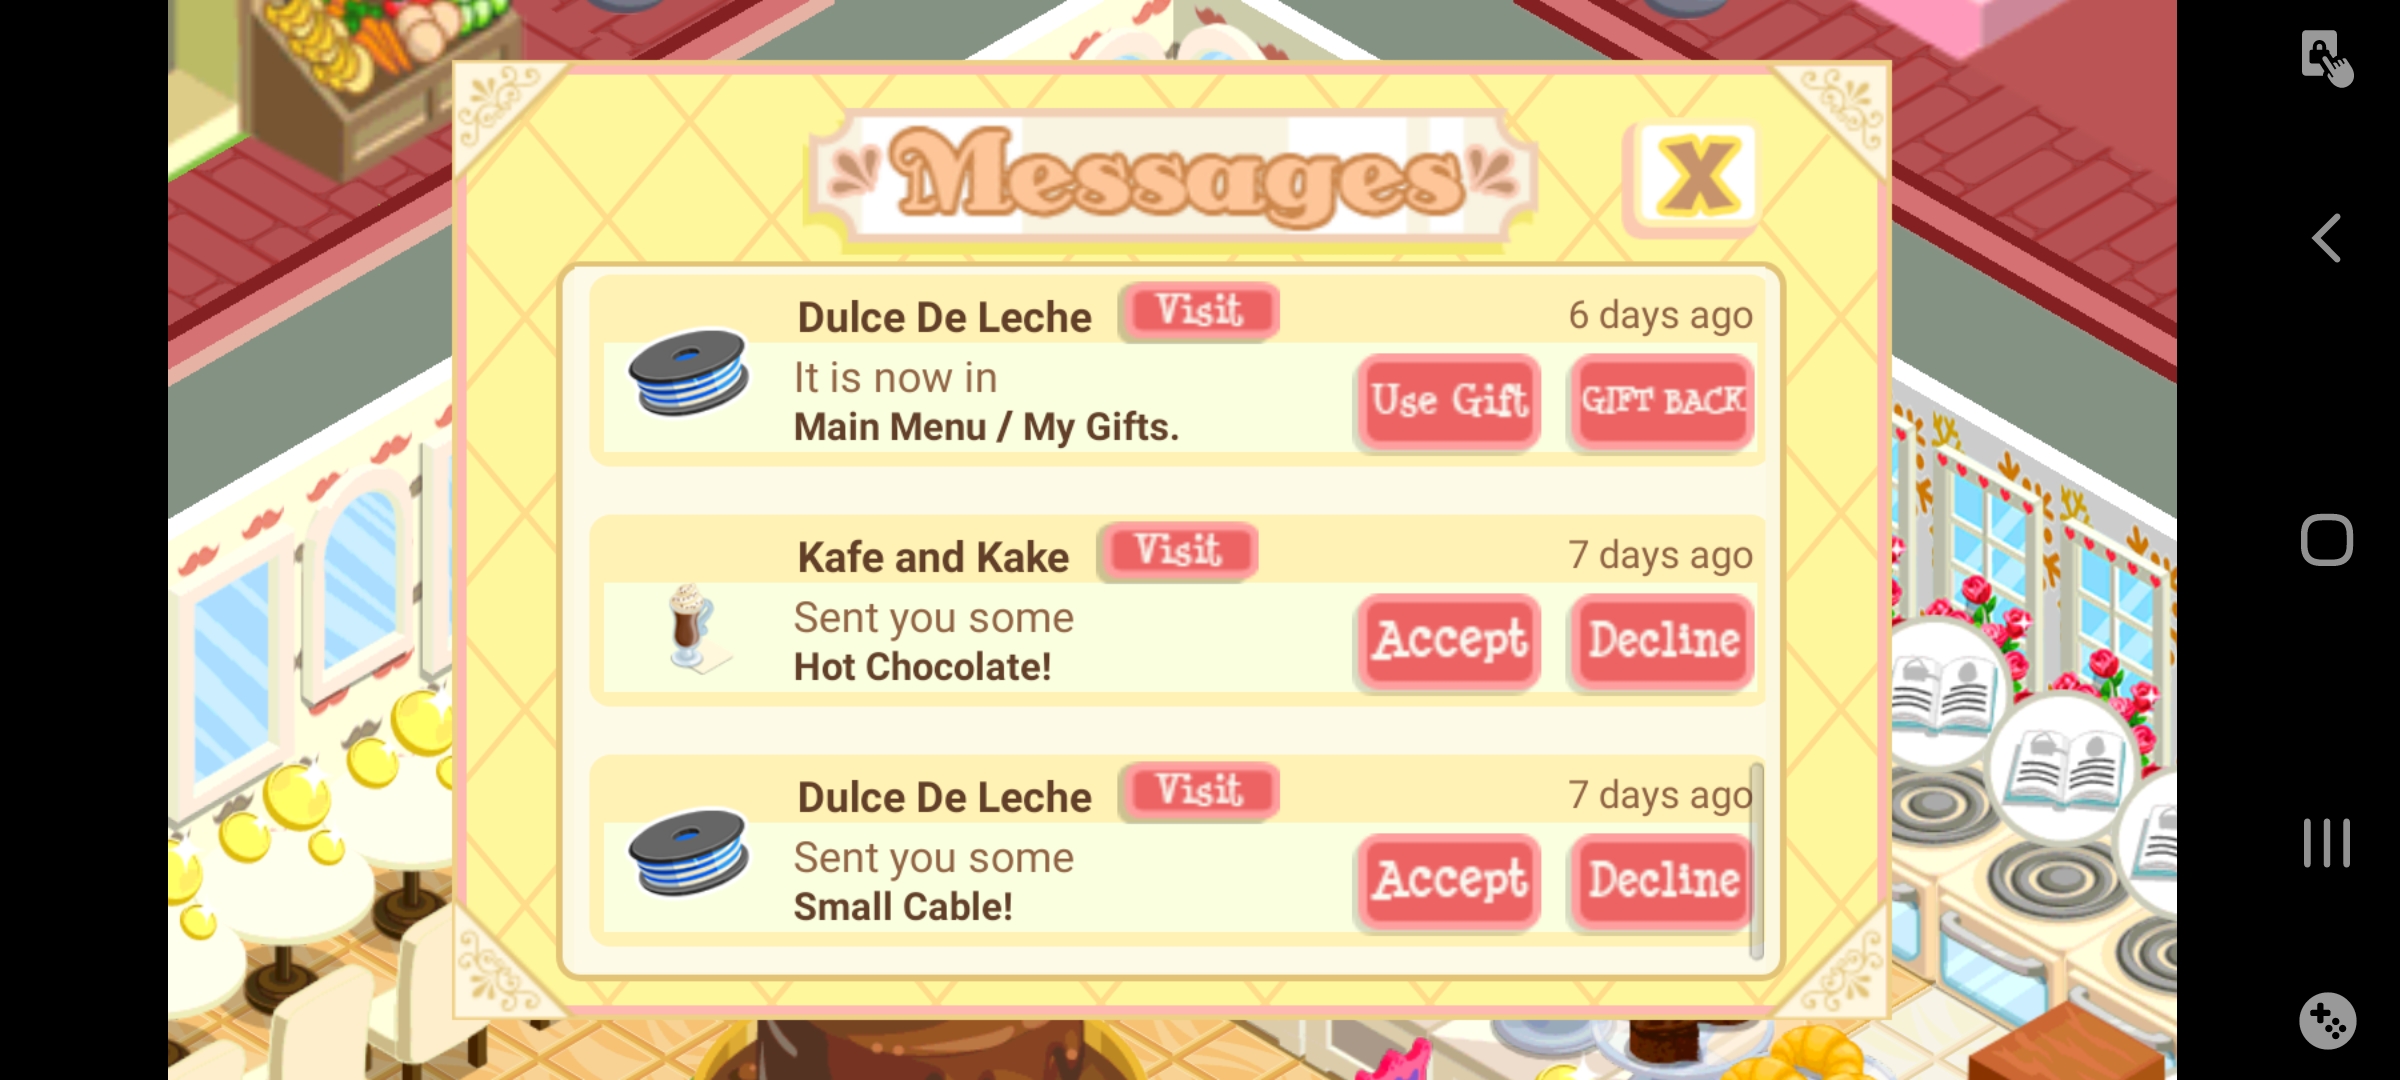 Messages
X
Dulce De Leche Visit 6 days ago
It is now in
Main Menu / My Gifts.
Use Gift GIFT BACK
Kafe and Kake Visit 7 days ago
Sent you some
Hot Chocolate!
Accept Decline
Dulce De Leche Visit 7 days ago
Sent you some
Small Cable!
Accept Decline